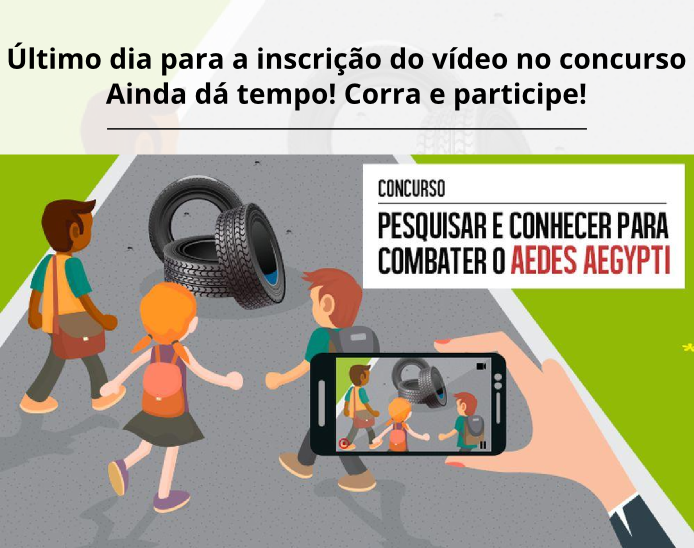 Último dia para a inscrição do vídeo no concurso
Ainda dá tempo! Corra e participe!
CONCURSO
PESQUISAR E CONHECER PARA
COMBATER O AEDES AEGYPTI